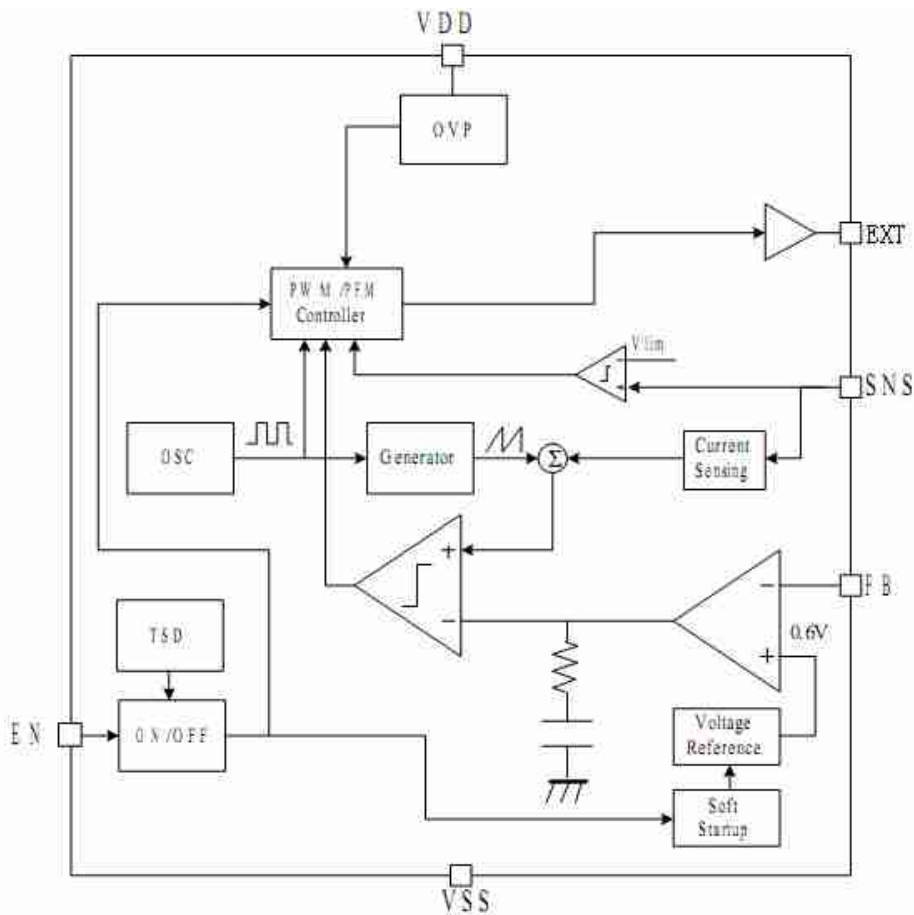 VDD
OVP
EXT
PWM/PFM
Controller
Vlim
SNS
OSC
Generator
Σ
Current
Sensing
+
−
−
FB
0.6V
+
TSD
EN
ON/OFF
Voltage
Reference
Soft
Startup
VSS